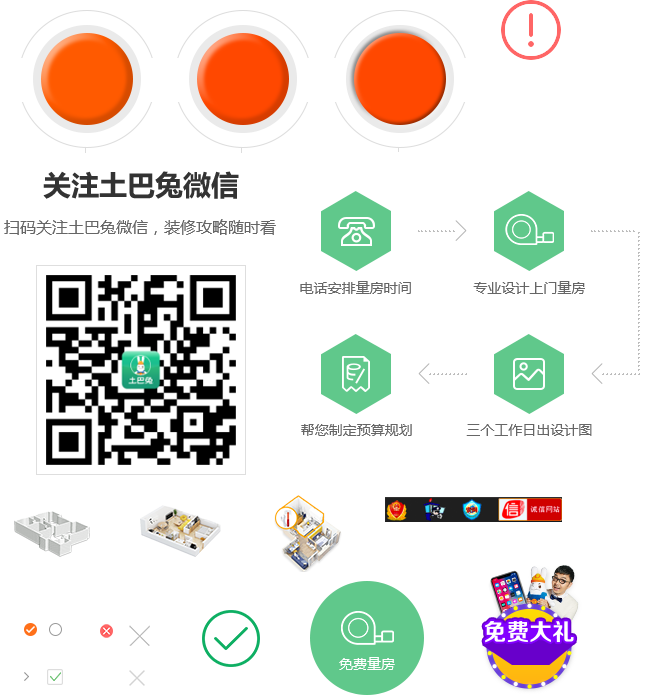 关注土巴兔微信
扫码关注土巴兔微信，装修攻略随时看
土巴兔
电话安排量房时间
专业设计上门量房
帮您制定预算规划
三个工作日出设计图
信 诚信网站
免费量房
免费大礼